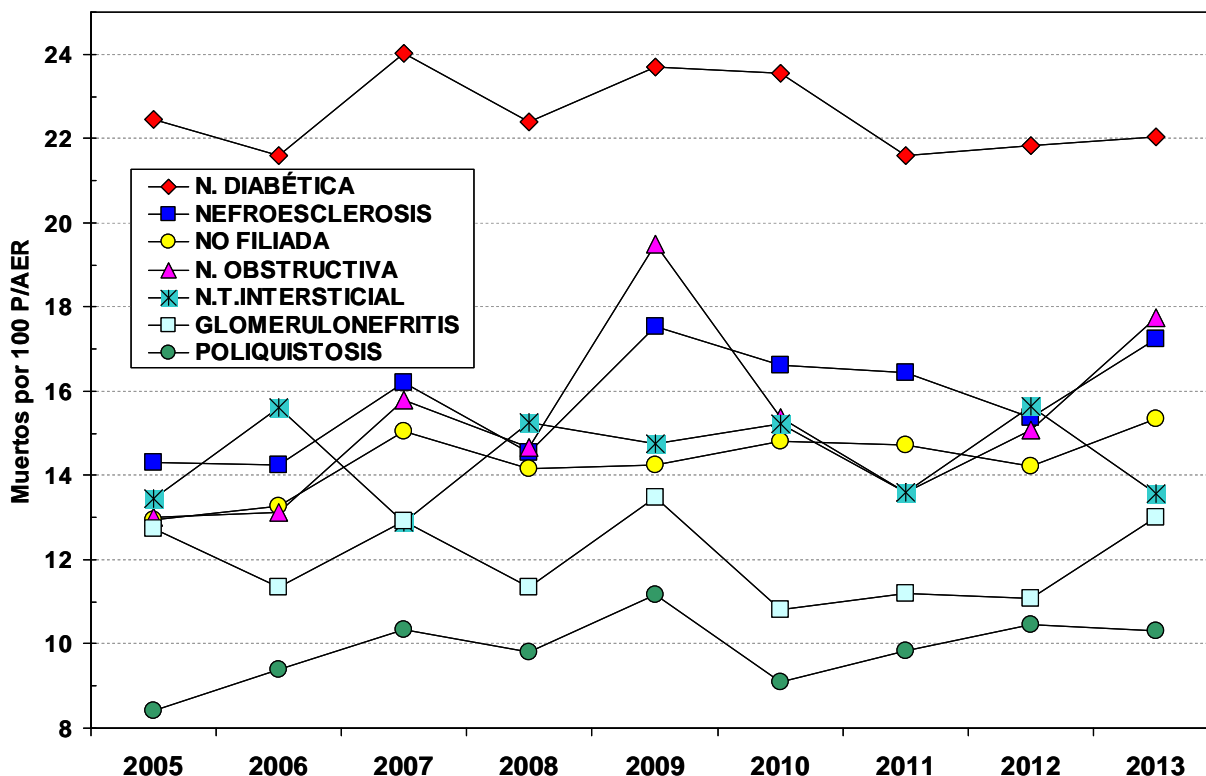 Muertos por 100 P/AER
24
22
20
18
16
14
12
10
8
N. DIABÉTICA
NEFROESCLEROSIS
NO FILIADA
N. OBSTRUCTIVA
N.T.INTERSTICIAL
GLOMERULONEFRITIS
POLIQUISTOSIS
2005 2006 2007 2008 2009 2010 2011 2012 2013